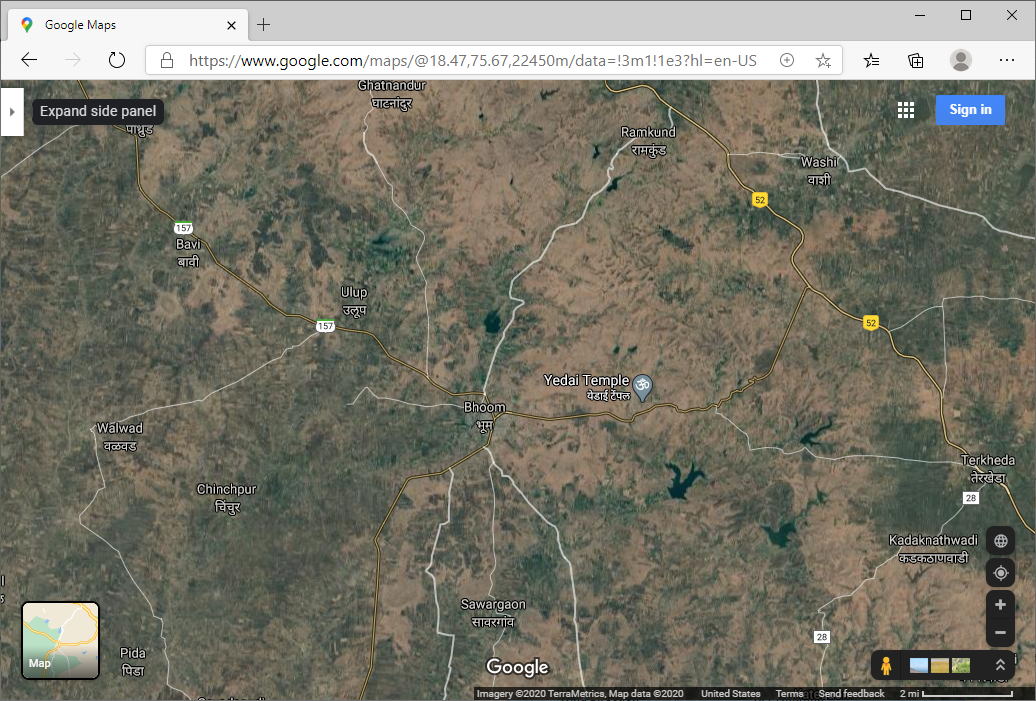 Google Maps
https://www.google.com/maps/@18.47,75.67,22450m/data=!3m1!1e3?hl=en-US
Expand side panel
Sign in
Ghatnandur
घाटनांदुर
पाथ्रुड
Ramkund
रामकुंड
Washi
वाशी
52
157
Bavi
बावी
Ulup
उलूप
157
52
Yedai Temple
येडाई टेंपल
Bhoom
भूम
Walwad
वळवड
Terkheda
तेरखेडा
Chinchpur
चिंचुर
28
Kadaknathwadi
कडकठाणवाडी
Sawargaon
सावरगांव
28
Pida
पिडा
Map
Google
Imagery ©2020 TerraMetrics, Map data ©2020
United States
Terms
Send feedback
2 mi